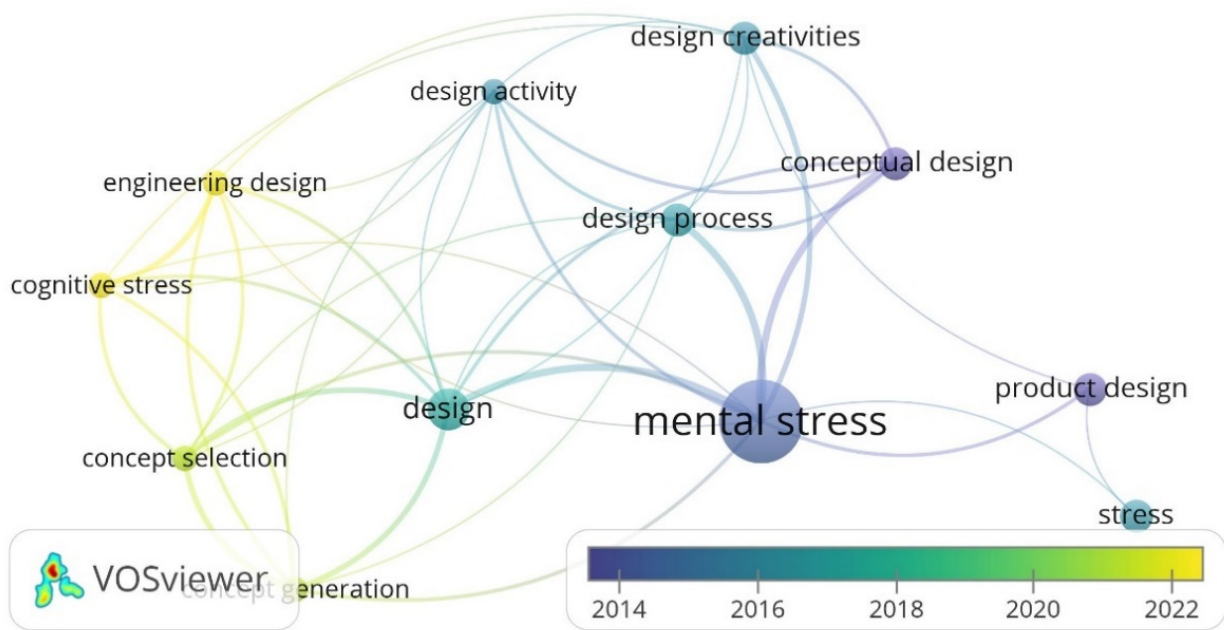 design creativities
design activity
conceptual design
engineering design
design process
cognitive stress
product design
design
mental stress
concept selection
stress
VOSviewer
concept generation
2014 2016 2018 2020 2022